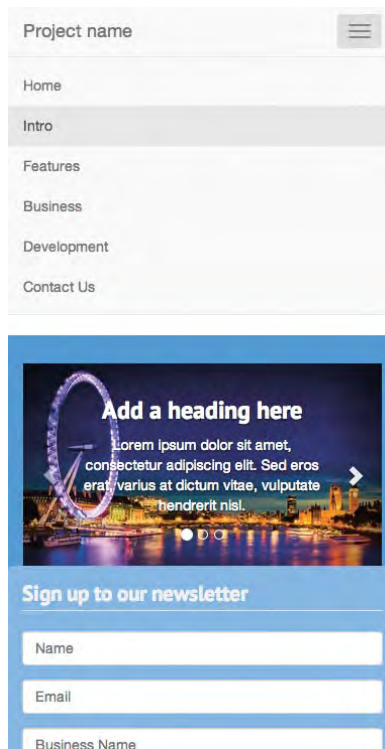 Project name
Home
Intro
Features
Business
Development
Contact Us
Add a heading here
Lorem ipsum dolor sit amet,
consectetur adipiscing elit. Sed eros
erat, varius at dictum vitae, vulputate
hendrerit nisl.
Sign up to our newsletter
Name
Email
Business Name